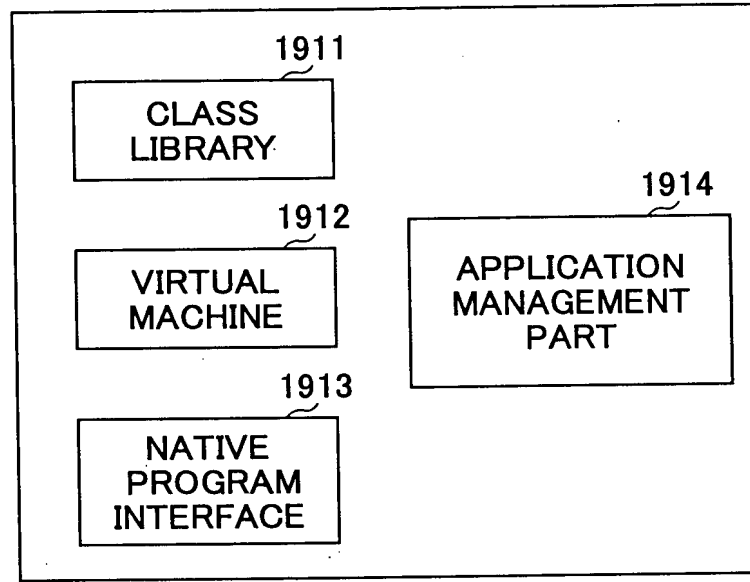 1911
CLASS
LIBRARY
1912
VIRTUAL
MACHINE
1913
NATIVE
PROGRAM
INTERFACE
1914
APPLICATION
MANAGEMENT
PART